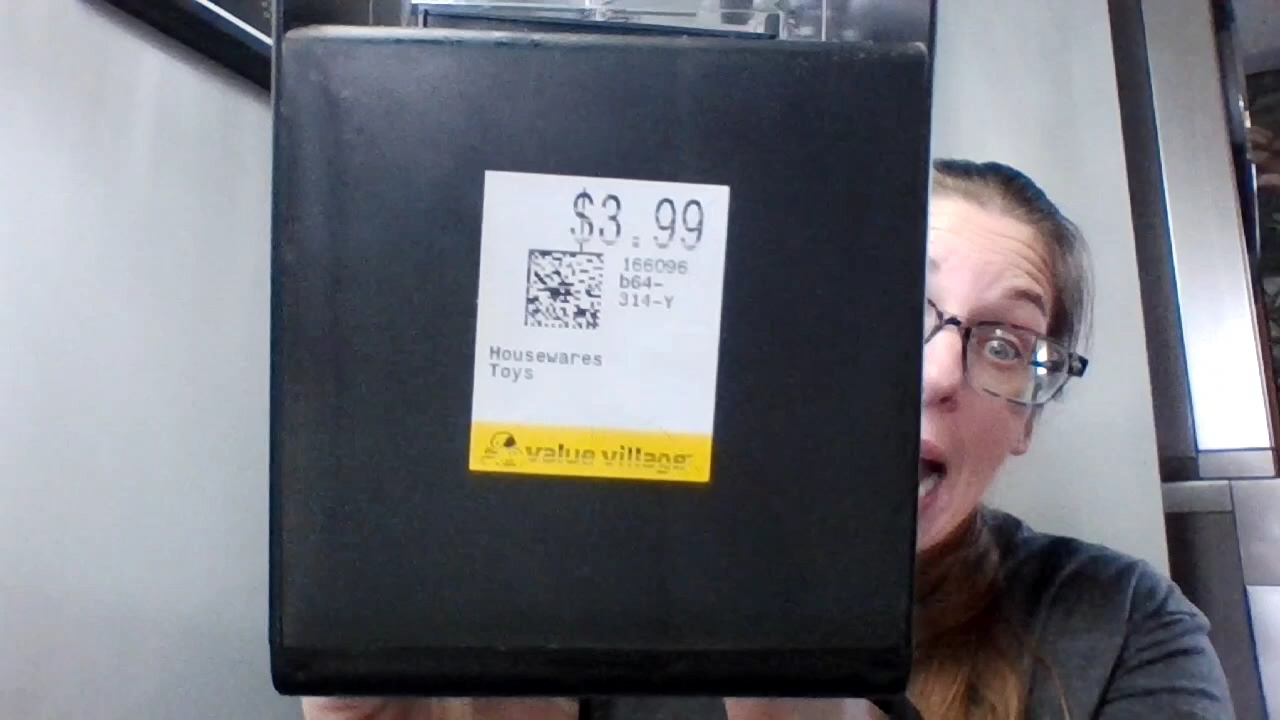 $3.99
166096
b64-
314-Y
Housewares
Toys
value village